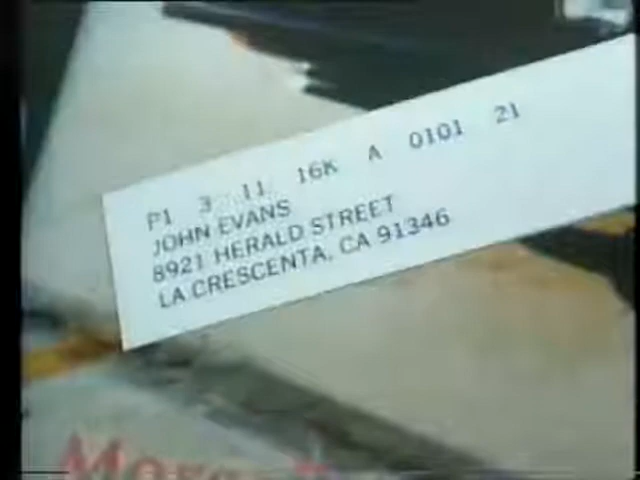 P1 3 11 16K A 0101 21
JOHN EVANS
8921 HERALD STREET
LA CRESCENTA, CA 91346